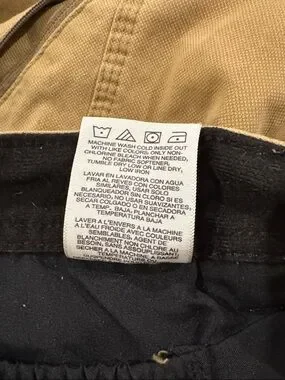 MACHINE WASH COLD INSIDE OUT
WITH LIKE COLORS, ONLY NON-
CHLORINE BLEACH WHEN NEEDED,
NO FABRIC SOFTENER,
TUMBLE DRY LOW OR LINE DRY,
LOW IRON
LAVAR EN LAVADORA CON AGUA
FRIA AL REVES CON COLORES
SIMILARES, USAR SOLO
BLANQUEADOR SIN CLORO SI ES
NECESARIO, NO USAR SUAVIZANTES,
SECAR COLGADO O EN SECADORA
A TEMP. BAJA, PLANCHAR A
TEMPERATURA BAJA
LAVER A L'ENVERS A LA MACHINE
A L'EAU FROIDE AVEC COULEURS
SEMBLABLES, AGENT DE
BLANCHIMENT NON CHLORE AU
BESOIN, SANS ASSOUPLISSANT,